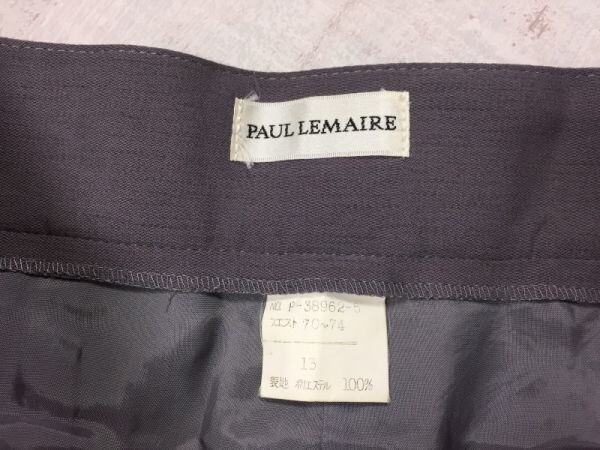 PAUL LEMAIRE
NO. P-38962-5
ウエスト 70~74
13
表地 ポリエステル 100%